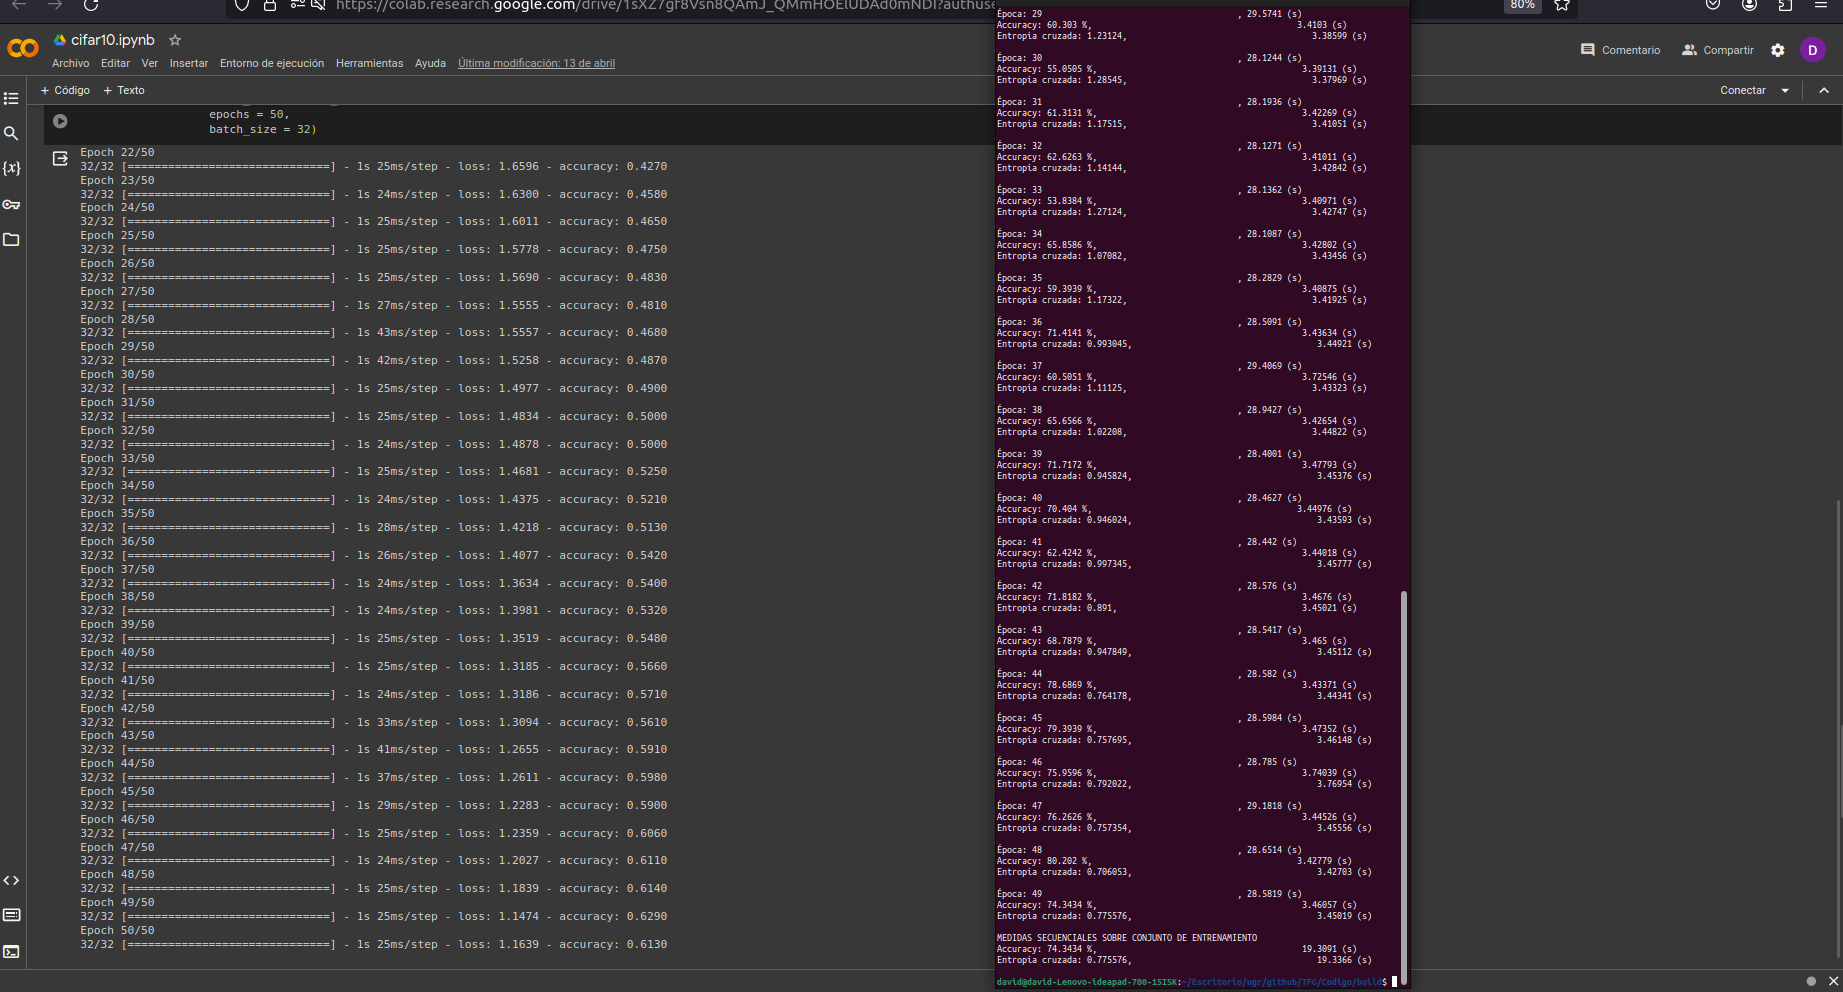 https://colab.research.google.com/drive/1sXZ7gf8Vsn8QAmJ_QMmHOElUDAd0mNDI?authuse
80%
cifar10.ipynb
Archivo Editar Ver Insertar Entorno de ejecución Herramientas Ayuda Última modificación: 13 de abril
Comentario Compartir D
+ Código + Texto
Conectar
epochs = 50,
batch_size = 32)
Epoch 22/50
32/32 [==============================] - 1s 25ms/step - loss: 1.6596 - accuracy: 0.4270
Epoch 23/50
32/32 [==============================] - 1s 24ms/step - loss: 1.6300 - accuracy: 0.4580
Epoch 24/50
32/32 [==============================] - 1s 25ms/step - loss: 1.6011 - accuracy: 0.4650
Epoch 25/50
32/32 [==============================] - 1s 25ms/step - loss: 1.5778 - accuracy: 0.4750
Epoch 26/50
32/32 [==============================] - 1s 25ms/step - loss: 1.5690 - accuracy: 0.4830
Epoch 27/50
32/32 [==============================] - 1s 27ms/step - loss: 1.5555 - accuracy: 0.4810
Epoch 28/50
32/32 [==============================] - 1s 43ms/step - loss: 1.5557 - accuracy: 0.4680
Epoch 29/50
32/32 [==============================] - 1s 42ms/step - loss: 1.5258 - accuracy: 0.4870
Epoch 30/50
32/32 [==============================] - 1s 25ms/step - loss: 1.4977 - accuracy: 0.4900
Epoch 31/50
32/32 [==============================] - 1s 25ms/step - loss: 1.4834 - accuracy: 0.5000
Epoch 32/50
32/32 [==============================] - 1s 24ms/step - loss: 1.4878 - accuracy: 0.5000
Epoch 33/50
32/32 [==============================] - 1s 25ms/step - loss: 1.4681 - accuracy: 0.5250
Epoch 34/50
32/32 [==============================] - 1s 24ms/step - loss: 1.4375 - accuracy: 0.5210
Epoch 35/50
32/32 [==============================] - 1s 28ms/step - loss: 1.4218 - accuracy: 0.5130
Epoch 36/50
32/32 [==============================] - 1s 26ms/step - loss: 1.4077 - accuracy: 0.5420
Epoch 37/50
32/32 [==============================] - 1s 24ms/step - loss: 1.3634 - accuracy: 0.5400
Epoch 38/50
32/32 [==============================] - 1s 24ms/step - loss: 1.3981 - accuracy: 0.5320
Epoch 39/50
32/32 [==============================] - 1s 25ms/step - loss: 1.3519 - accuracy: 0.5480
Epoch 40/50
32/32 [==============================] - 1s 25ms/step - loss: 1.3185 - accuracy: 0.5660
Epoch 41/50
32/32 [==============================] - 1s 24ms/step - loss: 1.3186 - accuracy: 0.5710
Epoch 42/50
32/32 [==============================] - 1s 33ms/step - loss: 1.3094 - accuracy: 0.5610
Epoch 43/50
32/32 [==============================] - 1s 41ms/step - loss: 1.2655 - accuracy: 0.5910
Epoch 44/50
32/32 [==============================] - 1s 37ms/step - loss: 1.2611 - accuracy: 0.5980
Epoch 45/50
32/32 [==============================] - 1s 29ms/step - loss: 1.2283 - accuracy: 0.5900
Epoch 46/50
32/32 [==============================] - 1s 25ms/step - loss: 1.2359 - accuracy: 0.6060
Epoch 47/50
32/32 [==============================] - 1s 24ms/step - loss: 1.2027 - accuracy: 0.6110
Epoch 48/50
32/32 [==============================] - 1s 25ms/step - loss: 1.1839 - accuracy: 0.6140
Epoch 49/50
32/32 [==============================] - 1s 25ms/step - loss: 1.1474 - accuracy: 0.6290
Epoch 50/50
32/32 [==============================] - 1s 25ms/step - loss: 1.1639 - accuracy: 0.6130
Época: 29 , 29.5741 (s)
Accuracy: 60.303 %, 3.4103 (s)
Entropía cruzada: 1.23124, 3.38599 (s)
Época: 30 , 28.1244 (s)
Accuracy: 55.0505 %, 3.39131 (s)
Entropía cruzada: 1.28545, 3.37969 (s)
Época: 31 , 28.1936 (s)
Accuracy: 61.3131 %, 3.42269 (s)
Entropía cruzada: 1.17515, 3.41051 (s)
Época: 32 , 28.1271 (s)
Accuracy: 62.6263 %, 3.41011 (s)
Entropía cruzada: 1.14144, 3.42842 (s)
Época: 33 , 28.1362 (s)
Accuracy: 53.8384 %, 3.40971 (s)
Entropía cruzada: 1.27124, 3.42747 (s)
Época: 34 , 28.1087 (s)
Accuracy: 65.8586 %, 3.42802 (s)
Entropía cruzada: 1.07082, 3.43456 (s)
Época: 35 , 28.2829 (s)
Accuracy: 59.3939 %, 3.40875 (s)
Entropía cruzada: 1.17322, 3.41925 (s)
Época: 36 , 28.5091 (s)
Accuracy: 71.4141 %, 3.43634 (s)
Entropía cruzada: 0.993045, 3.44921 (s)
Época: 37 , 29.4069 (s)
Accuracy: 60.5051 %, 3.72546 (s)
Entropía cruzada: 1.11125, 3.43323 (s)
Época: 38 , 28.9427 (s)
Accuracy: 65.6566 %, 3.42654 (s)
Entropía cruzada: 1.02208, 3.44822 (s)
Época: 39 , 28.4001 (s)
Accuracy: 71.7172 %, 3.47793 (s)
Entropía cruzada: 0.945824, 3.45376 (s)
Época: 40 , 28.4627 (s)
Accuracy: 70.404 %, 3.44976 (s)
Entropía cruzada: 0.946024, 3.43593 (s)
Época: 41 , 28.442 (s)
Accuracy: 62.4242 %, 3.44018 (s)
Entropía cruzada: 0.997345, 3.45777 (s)
Época: 42 , 28.576 (s)
Accuracy: 71.8182 %, 3.4676 (s)
Entropía cruzada: 0.891, 3.45021 (s)
Época: 43 , 28.5417 (s)
Accuracy: 68.7879 %, 3.465 (s)
Entropía cruzada: 0.947849, 3.45112 (s)
Época: 44 , 28.582 (s)
Accuracy: 78.6869 %, 3.43371 (s)
Entropía cruzada: 0.764178, 3.44341 (s)
Época: 45 , 28.5984 (s)
Accuracy: 79.3939 %, 3.47352 (s)
Entropía cruzada: 0.757695, 3.46148 (s)
Época: 46 , 28.785 (s)
Accuracy: 75.9596 %, 3.74039 (s)
Entropía cruzada: 0.792022, 3.76954 (s)
Época: 47 , 29.1818 (s)
Accuracy: 76.2626 %, 3.44526 (s)
Entropía cruzada: 0.757354, 3.45556 (s)
Época: 48 , 28.6514 (s)
Accuracy: 80.202 %, 3.42779 (s)
Entropía cruzada: 0.706053, 3.42703 (s)
Época: 49 , 28.5819 (s)
Accuracy: 74.3434 %, 3.46057 (s)
Entropía cruzada: 0.775576, 3.45019 (s)
MEDIDAS SECUENCIALES SOBRE CONJUNTO DE ENTRENAMIENTO
Accuracy: 74.3434 %, 19.3091 (s)
Entropía cruzada: 0.775576, 19.3366 (s)
david@david-Lenovo-ideapad-700-15ISK:~/Escritorio/ugr/github/TFG/Codigo/build$